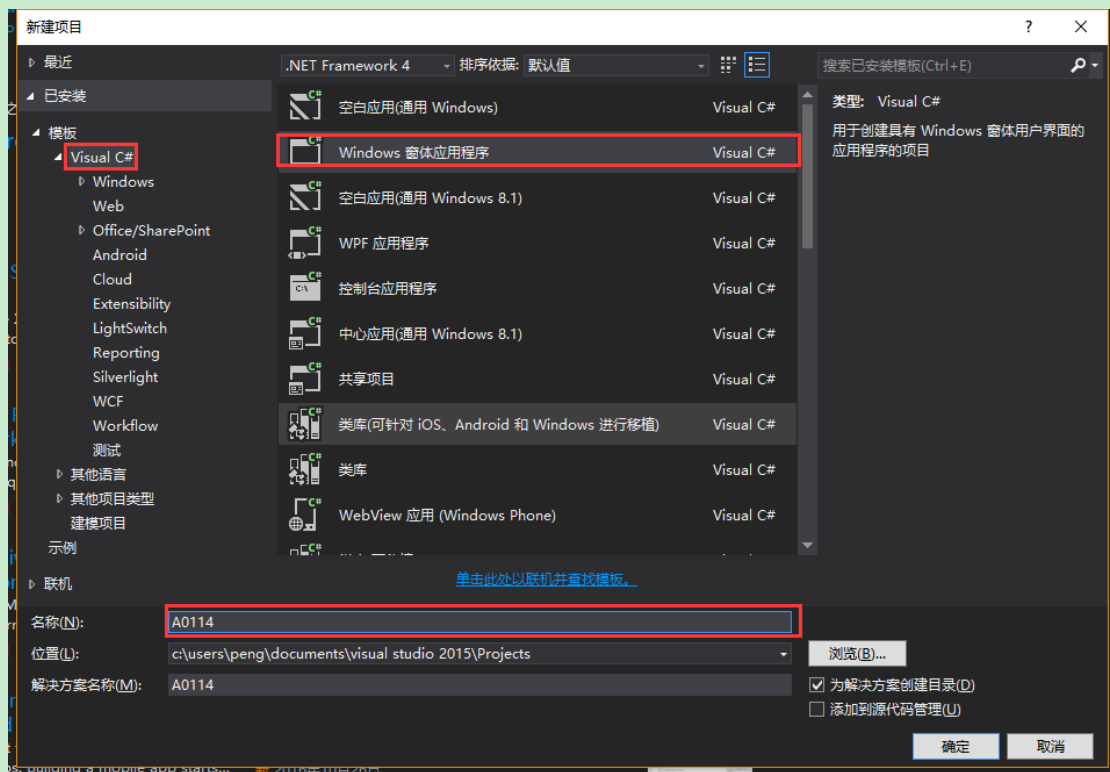 新建项目
? ×
最近
.NET Framework 4
排序依据: 默认值
搜索已安装模板(Ctrl+E)
已安装
模板
Visual C#
Windows
Web
Office/SharePoint
Android
Cloud
Extensibility
LightSwitch
Reporting
Silverlight
WCF
Workflow
测试
其他语言
其他项目类型
建模项目
示例
联机
空白应用(通用 Windows) Visual C#
Windows 窗体应用程序 Visual C#
空白应用(通用 Windows 8.1) Visual C#
WPF 应用程序 Visual C#
控制台应用程序 Visual C#
中心应用(通用 Windows 8.1) Visual C#
共享项目 Visual C#
类库(可针对 iOS、Android 和 Windows 进行移植) Visual C#
类库 Visual C#
WebView 应用 (Windows Phone) Visual C#
单击此处以联机并查找模板。
类型: Visual C#
用于创建具有 Windows 窗体用户界面的
应用程序的项目
名称(N): A0114
位置(L): c:\users\peng\documents\visual studio 2015\Projects
浏览(B)...
解决方案名称(M): A0114
为解决方案创建目录(D)
添加到源代码管理(U)
确定 取消